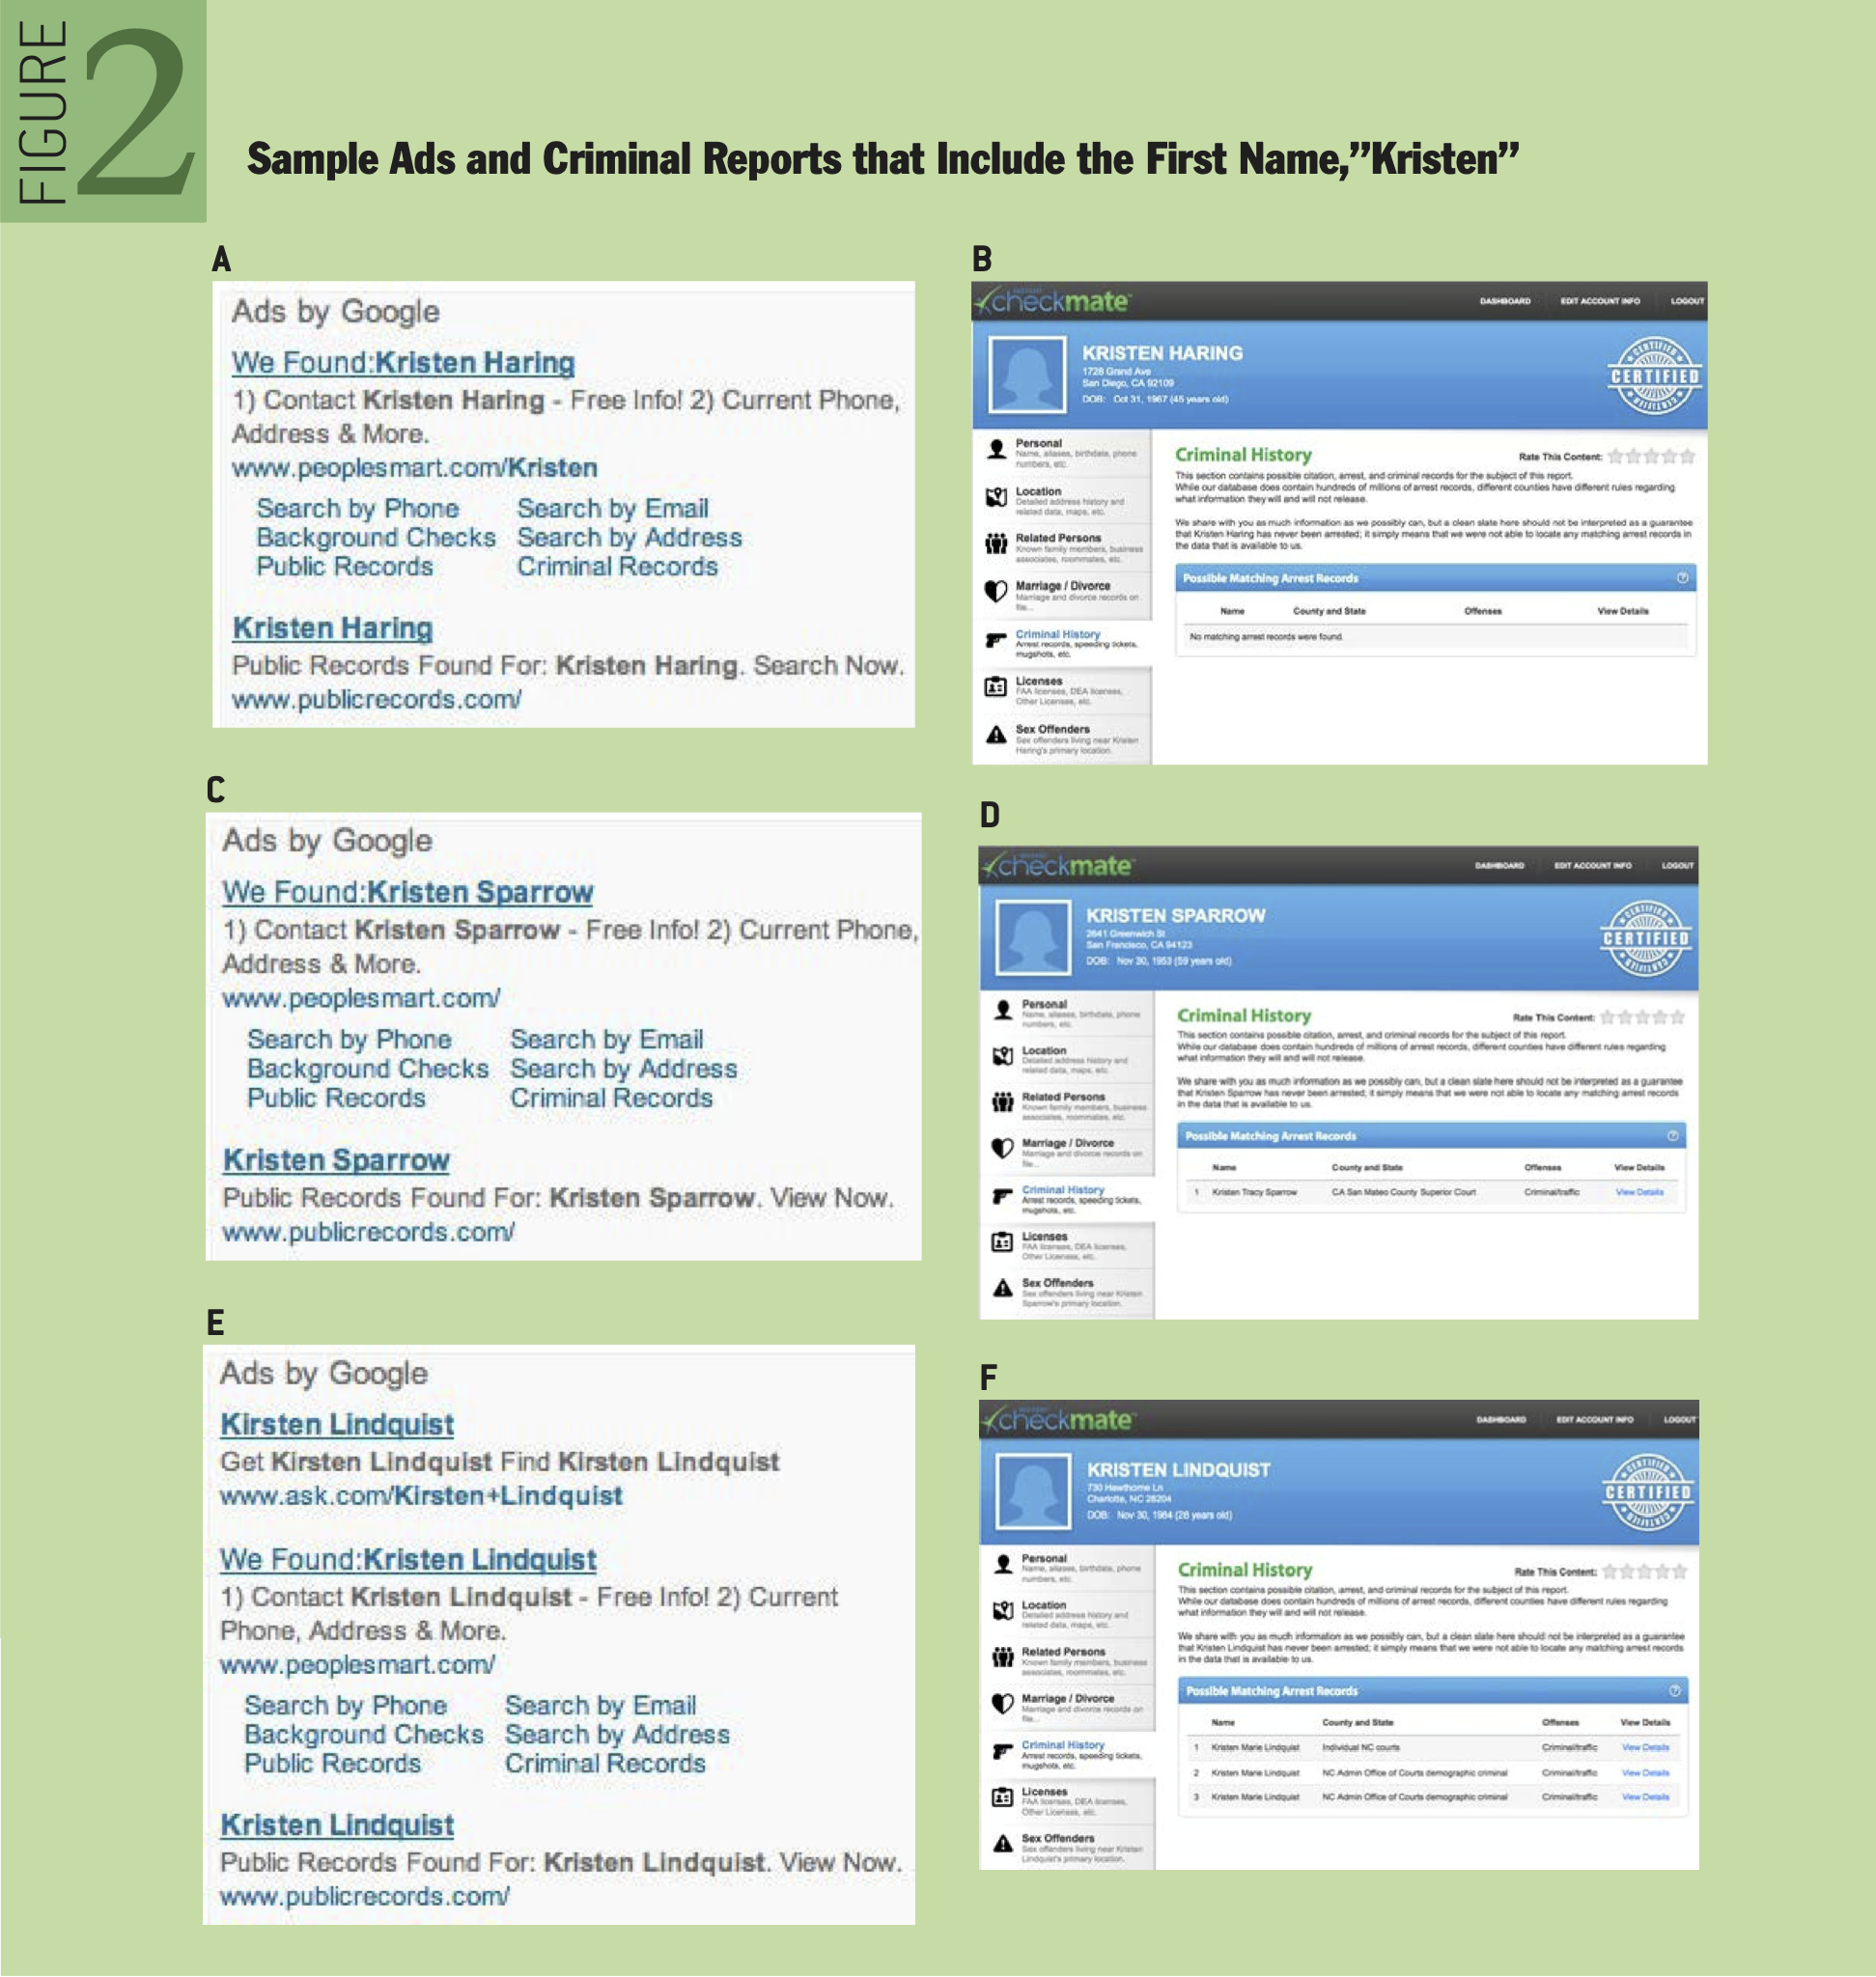 FIGURE 2
Sample Ads and Criminal Reports that Include the First Name,”Kristen”
A
Ads by Google
We Found:Kristen Haring
1) Contact Kristen Haring - Free Info! 2) Current Phone,
Address & More.
www.peoplesmart.com/Kristen
Search by Phone Search by Email
Background Checks Search by Address
Public Records Criminal Records
Kristen Haring
Public Records Found For: Kristen Haring. Search Now.
www.publicrecords.com/
B
checkmate
DASHBOARD EDIT ACCOUNT INFO LOGOUT
KRISTEN HARING
1728 Grand Ave
San Diego, CA 92109
DOB: Oct 31, 1967 (45 years old)
CERTIFIED
Personal
Name, aliases, birthdate, phone
numbers, etc.
Location
Detailed address history and
related data, maps, etc.
Related Persons
Known family members, business
associates, roommates, etc.
Marriage / Divorce
Marriage and divorce records on
file...
Criminal History
Arrest records, speeding tickets,
mugshots, etc.
Licenses
FAA licenses, DEA licenses,
Other Licenses, etc.
Sex Offenders
Sex offenders living near Kristen
Haring's primary location.
Criminal History
Rate This Content:
This section contains possible citation, arrest, and criminal records for the subject of this report.
While our database does contain hundreds of millions of arrest records, different counties have different rules regarding
what information they will and will not release.
We share with you as much information as we possibly can, but a clean slate here should not be interpreted as a guarantee
that Kristen Haring has never been arrested; it simply means that we were not able to locate any matching arrest records in
the data that is available to us.
Possible Matching Arrest Records
Name County and State Offenses View Details
No matching arrest records were found.
C
Ads by Google
We Found:Kristen Sparrow
1) Contact Kristen Sparrow - Free Info! 2) Current Phone,
Address & More.
www.peoplesmart.com/
Search by Phone Search by Email
Background Checks Search by Address
Public Records Criminal Records
Kristen Sparrow
Public Records Found For: Kristen Sparrow. View Now.
www.publicrecords.com/
D
checkmate
DASHBOARD EDIT ACCOUNT INFO LOGOUT
KRISTEN SPARROW
2641 Greenwich St
San Francisco, CA 94123
DOB: Nov 30, 1953 (59 years old)
CERTIFIED
Personal
Name, aliases, birthdate, phone
numbers, etc.
Location
Detailed address history and
related data, maps, etc.
Related Persons
Known family members, business
associates, roommates, etc.
Marriage / Divorce
Marriage and divorce records on
file...
Criminal History
Arrest records, speeding tickets,
mugshots, etc.
Licenses
FAA licenses, DEA licenses,
Other Licenses, etc.
Sex Offenders
Sex offenders living near Kristen
Sparrow's primary location.
Criminal History
Rate This Content:
This section contains possible citation, arrest, and criminal records for the subject of this report.
While our database does contain hundreds of millions of arrest records, different counties have different rules regarding
what information they will and will not release.
We share with you as much information as we possibly can, but a clean slate here should not be interpreted as a guarantee
that Kristen Sparrow has never been arrested; it simply means that we were not able to locate any matching arrest records
in the data that is available to us.
Possible Matching Arrest Records
Name County and State Offenses View Details
1 Kristen Tracy Sparrow CA San Mateo County Superior Court Criminal/traffic View Details
E
Ads by Google
Kirsten Lindquist
Get Kirsten Lindquist Find Kirsten Lindquist
www.ask.com/Kirsten+Lindquist
We Found:Kristen Lindquist
1) Contact Kristen Lindquist - Free Info! 2) Current
Phone, Address & More.
www.peoplesmart.com/
Search by Phone Search by Email
Background Checks Search by Address
Public Records Criminal Records
Kristen Lindquist
Public Records Found For: Kristen Lindquist. View Now.
www.publicrecords.com/
F
checkmate
DASHBOARD EDIT ACCOUNT INFO LOGOUT
KRISTEN LINDQUIST
730 Hawthorne Ln
Charlotte, NC 28204
DOB: Nov 30, 1984 (28 years old)
CERTIFIED
Personal
Name, aliases, birthdate, phone
numbers, etc.
Location
Detailed address history and
related data, maps, etc.
Related Persons
Known family members, business
associates, roommates, etc.
Marriage / Divorce
Marriage and divorce records on
file...
Criminal History
Arrest records, speeding tickets,
mugshots, etc.
Licenses
FAA licenses, DEA licenses,
Other Licenses, etc.
Sex Offenders
Sex offenders living near Kristen
Lindquist's primary location.
Criminal History
Rate This Content:
This section contains possible citation, arrest, and criminal records for the subject of this report.
While our database does contain hundreds of millions of arrest records, different counties have different rules regarding
what information they will and will not release.
We share with you as much information as we possibly can, but a clean slate here should not be interpreted as a guarantee
that Kristen Lindquist has never been arrested; it simply means that we were not able to locate any matching arrest records
in the data that is available to us.
Possible Matching Arrest Records
Name County and State Offenses View Details
1 Kristen Marie Lindquist Individual NC courts Criminal/traffic View Details
2 Kristen Marie Lindquist NC Admin Office of Courts demographic criminal Criminal/traffic View Details
3 Kristen Marie Lindquist NC Admin Office of Courts demographic criminal Criminal/traffic View Details